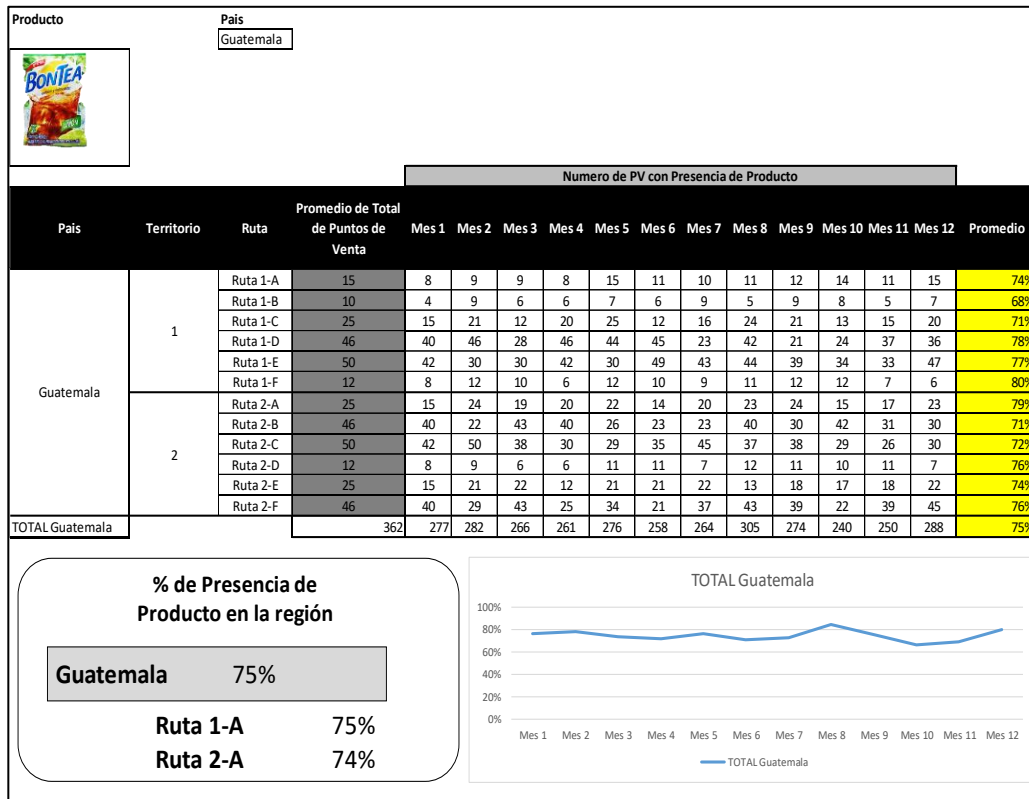 Producto Pais
Guatemala
BONTEA
Numero de PV con Presencia de Producto
Pais Territorio Ruta Promedio de Total de Puntos de Venta Mes 1 Mes 2 Mes 3 Mes 4 Mes 5 Mes 6 Mes 7 Mes 8 Mes 9 Mes 10 Mes 11 Mes 12 Promedio
Guatemala
1
Ruta 1-A 15 8 9 9 8 15 11 10 11 12 14 11 15 74%
Ruta 1-B 10 4 9 6 6 7 6 9 5 9 8 5 7 68%
Ruta 1-C 25 15 21 12 20 25 12 16 24 21 13 15 20 71%
Ruta 1-D 46 40 46 28 46 44 45 23 42 21 24 37 36 78%
Ruta 1-E 50 42 30 30 42 30 49 43 44 39 34 33 47 77%
Ruta 1-F 12 8 12 10 6 12 10 9 11 12 12 7 6 80%
2
Ruta 2-A 25 15 24 19 20 22 14 20 23 24 15 17 23 79%
Ruta 2-B 46 40 22 43 40 26 23 23 40 30 42 31 30 71%
Ruta 2-C 50 42 50 38 30 29 35 45 37 38 29 26 30 72%
Ruta 2-D 12 8 9 6 6 11 11 7 12 11 10 11 7 76%
Ruta 2-E 25 15 21 22 12 21 21 22 13 18 17 18 22 74%
Ruta 2-F 46 40 29 43 25 34 21 37 43 39 22 39 45 76%
TOTAL Guatemala 362 277 282 266 261 276 258 264 305 274 240 250 288 75%
% de Presencia de
Producto en la región
Guatemala 75%
Ruta 1-A 75%
Ruta 2-A 74%
TOTAL Guatemala
100%
80%
60%
40%
20%
0%
Mes 1 Mes 2 Mes 3 Mes 4 Mes 5 Mes 6 Mes 7 Mes 8 Mes 9 Mes 10 Mes 11 Mes 12
TOTAL Guatemala